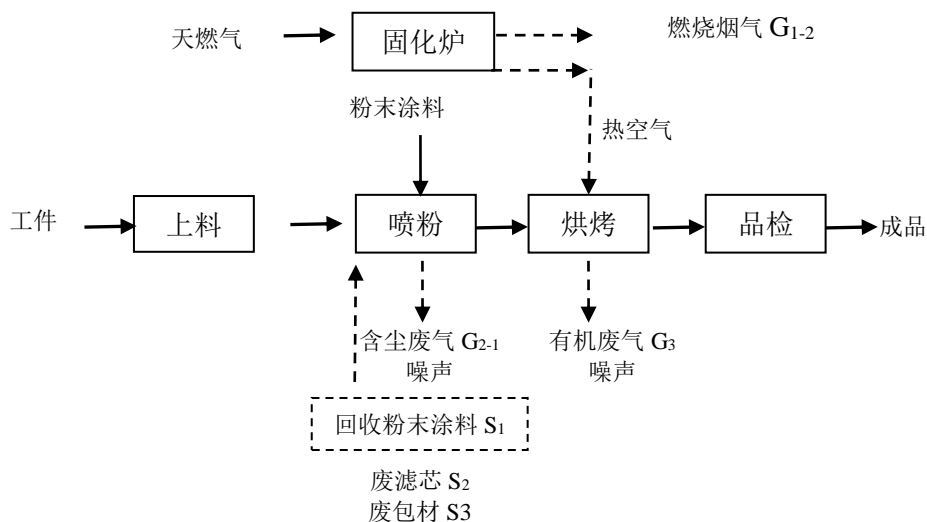 天燃气
固化炉
燃烧烟气 G1-2
粉末涂料
热空气
工件
上料
喷粉
烘烤
品检
成品
含尘废气 G2-1
噪声
有机废气 G3
噪声
回收粉末涂料 S1
废滤芯 S2
废包材 S3